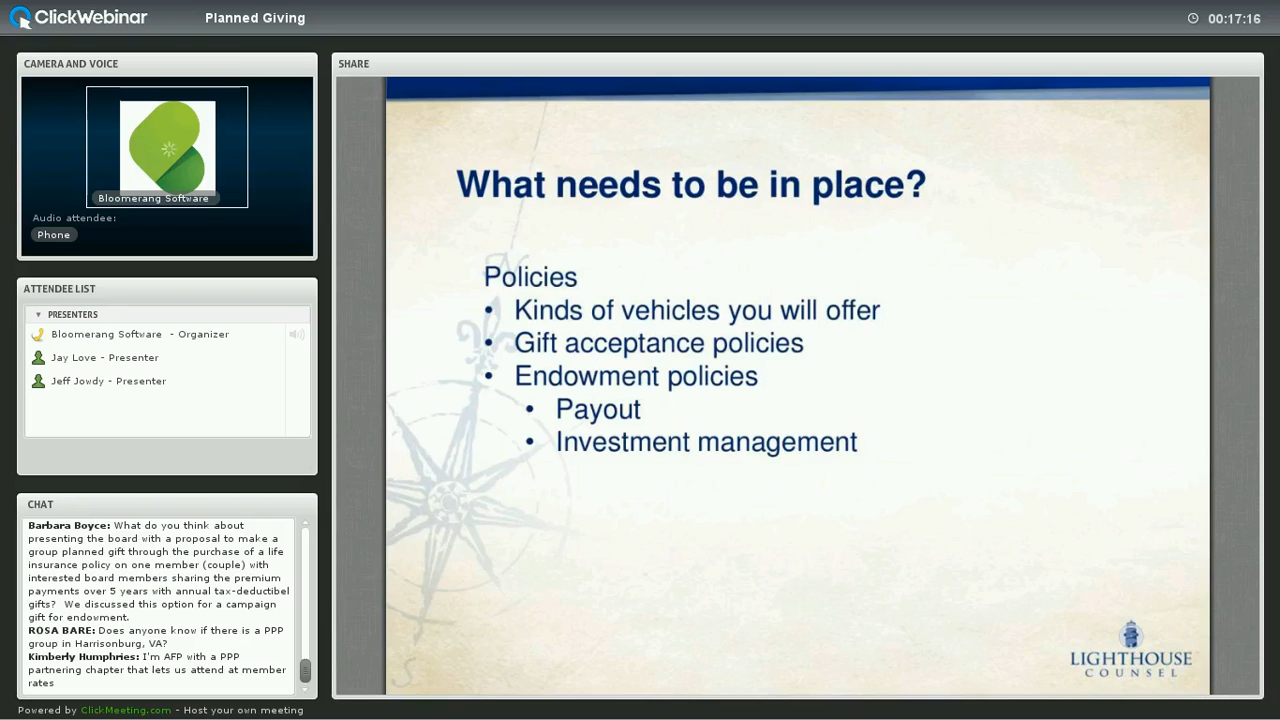 ClickWebinar
Planned Giving
00:17:16
CAMERA AND VOICE
Bloomerang Software
Audio attendee:
Phone
ATTENDEE LIST
PRESENTERS
Bloomerang Software - Organizer
Jay Love - Presenter
Jeff Jowdy - Presenter
CHAT
Barbara Boyce: What do you think about
presenting the board with a proposal to make a
group planned gift through the purchase of a life
insurance policy on one member (couple) with
interested board members sharing the premium
payments over 5 years with annual tax-deductibel
gifts? We discussed this option for a campaign
gift for endowment.
ROSA BARE: Does anyone know if there is a PPP
group in Harrisonburg, VA?
Kimberly Humphries: I'm AFP with a PPP
partnering chapter that lets us attend at member
rates
Powered by ClickMeeting.com - Host your own meeting
SHARE
What needs to be in place?
Policies
• Kinds of vehicles you will offer
• Gift acceptance policies
• Endowment policies
• Payout
• Investment management
N
S
LIGHTHOUSE
COUNSEL